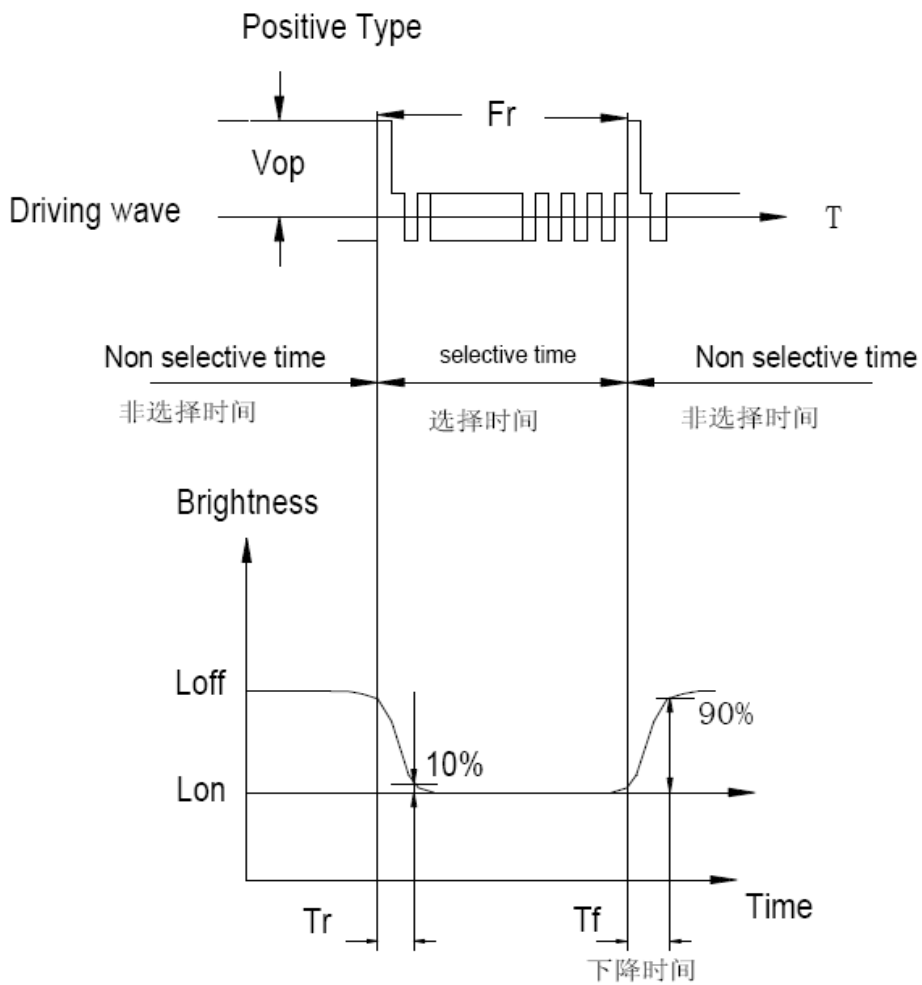 Positive Type
Fr
Vop
Driving wave
T
Non selective time
selective time
Non selective time
非选择时间
选择时间
非选择时间
Brightness
Loff
90%
10%
Lon
Time
Tr
Tf
下降时间